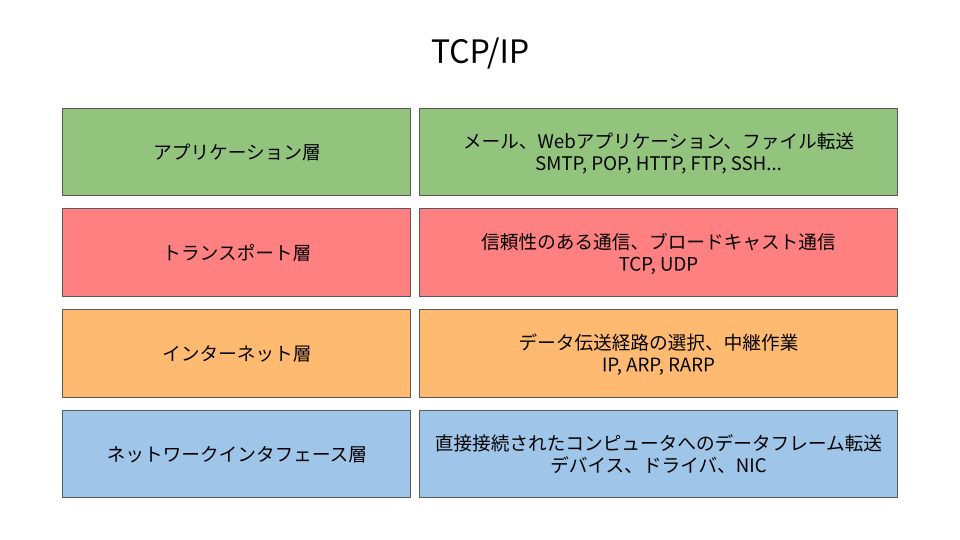 TCP/IP
アプリケーション層
メール、Webアプリケーション、ファイル転送
SMTP, POP, HTTP, FTP, SSH...
トランスポート層
信頼性のある通信、ブロードキャスト通信
TCP, UDP
インターネット層
データ伝送経路の選択、中継作業
IP, ARP, RARP
ネットワークインタフェース層
直接接続されたコンピュータへのデータフレーム転送
デバイス、ドライバ、NIC